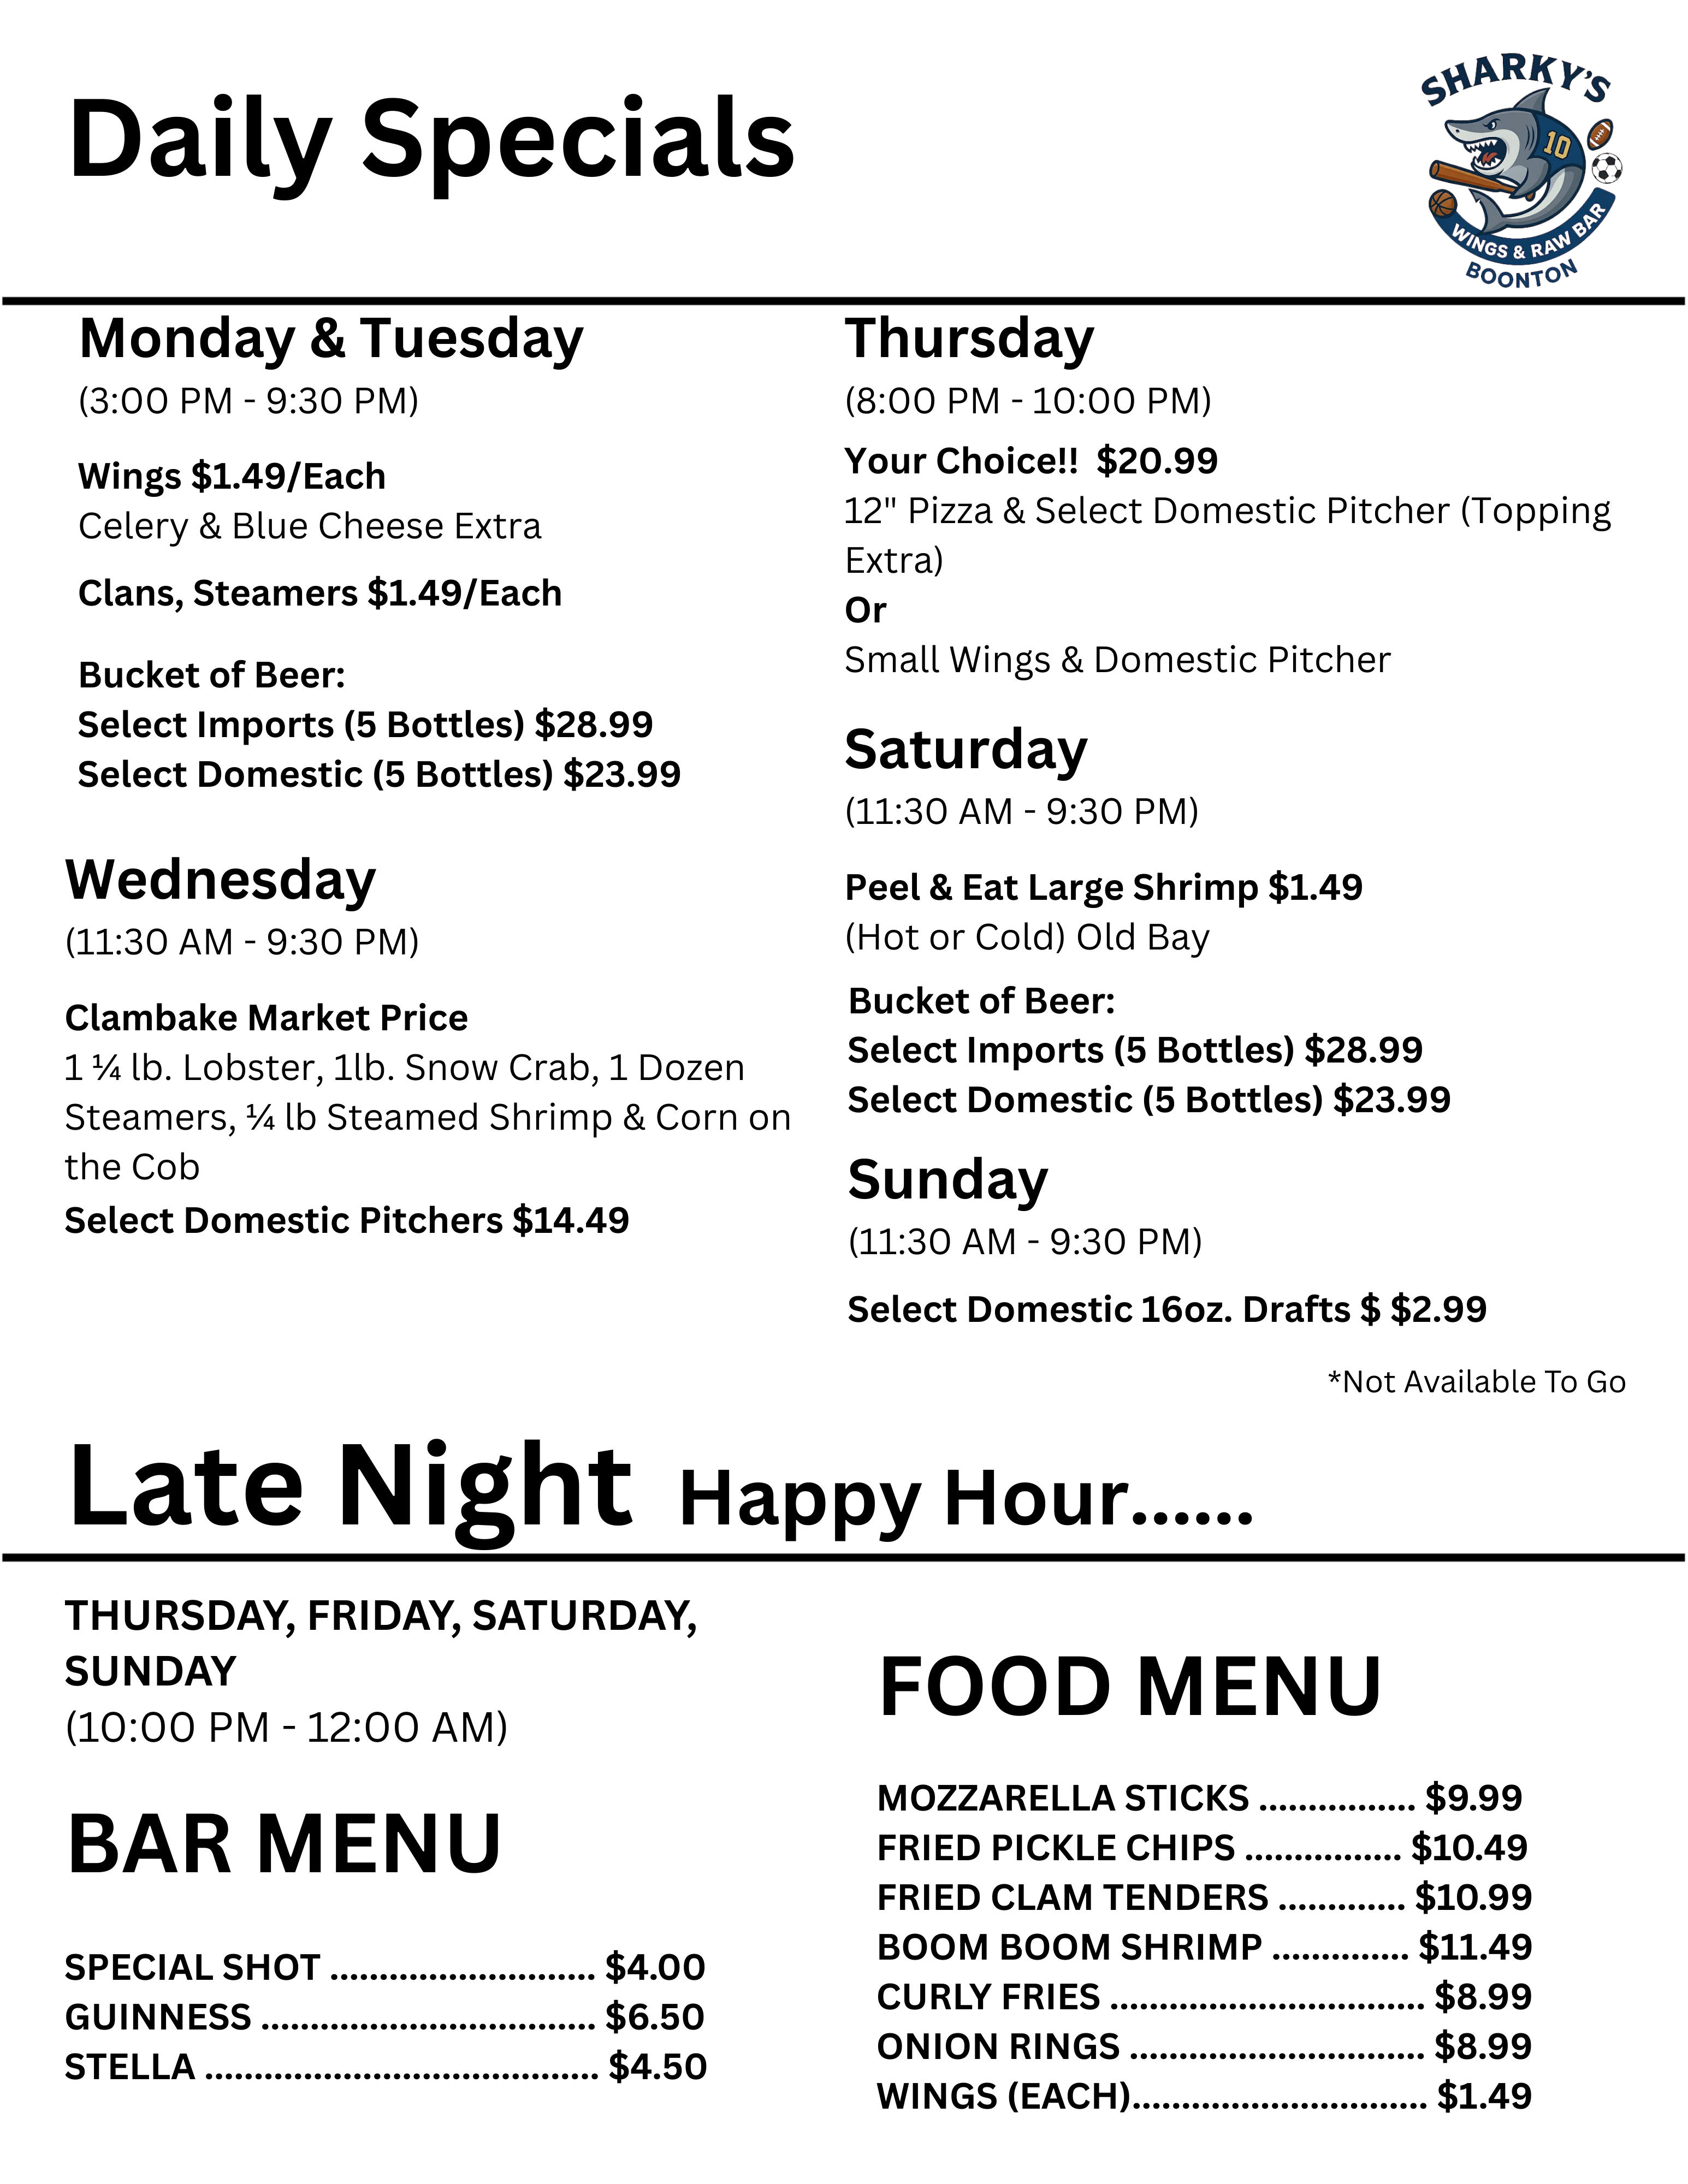 Daily Specials
SHARKY'S
10
WINGS & RAW BAR
BOONTON
Monday & Tuesday
(3:00 PM - 9:30 PM)
Wings $1.49/Each
Celery & Blue Cheese Extra
Clans, Steamers $1.49/Each
Bucket of Beer:
Select Imports (5 Bottles) $28.99
Select Domestic (5 Bottles) $23.99
Wednesday
(11:30 AM - 9:30 PM)
Clambake Market Price
1 ¼ lb. Lobster, 1lb. Snow Crab, 1 Dozen
Steamers, ¼ lb Steamed Shrimp & Corn on
the Cob
Select Domestic Pitchers $14.49
Thursday
(8:00 PM - 10:00 PM)
Your Choice!! $20.99
12" Pizza & Select Domestic Pitcher (Topping
Extra)
Or
Small Wings & Domestic Pitcher
Saturday
(11:30 AM - 9:30 PM)
Peel & Eat Large Shrimp $1.49
(Hot or Cold) Old Bay
Bucket of Beer:
Select Imports (5 Bottles) $28.99
Select Domestic (5 Bottles) $23.99
Sunday
(11:30 AM - 9:30 PM)
Select Domestic 16oz. Drafts $ $2.99
*Not Available To Go
Late Night Happy Hour......
THURSDAY, FRIDAY, SATURDAY,
SUNDAY
(10:00 PM - 12:00 AM)
BAR MENU
SPECIAL SHOT ........................... $4.00
GUINNESS .................................. $6.50
STELLA ........................................ $4.50
FOOD MENU
MOZZARELLA STICKS ................ $9.99
FRIED PICKLE CHIPS ................ $10.49
FRIED CLAM TENDERS ............. $10.99
BOOM BOOM SHRIMP .............. $11.49
CURLY FRIES ................................ $8.99
ONION RINGS .............................. $8.99
WINGS (EACH).............................. $1.49